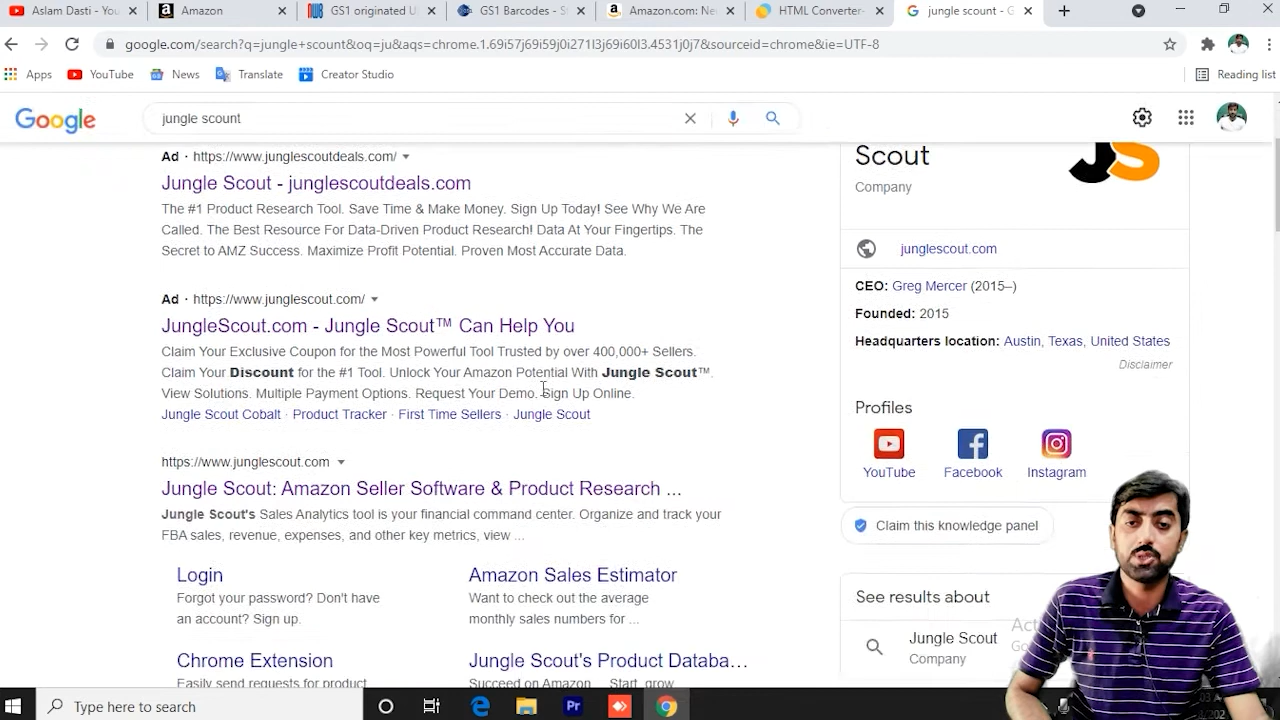 Aslam Dasti - You
Amazon
GS1 originated U
GS1 Barcodes - S
Amazon.com: Ne
HTML Converter-
jungle scount - G
google.com/search?q=jungle+scount&oq=ju&aqs=chrome.1.69i57j69i59j0i271l3j69i60l3.4531j0j7&sourceid=chrome&ie=UTF-8
Apps
YouTube
News
Translate
Creator Studio
Reading list
Google
jungle scount
Ad · https://www.junglescoutdeals.com/
Jungle Scout - junglescoutdeals.com
The #1 Product Research Tool. Save Time & Make Money. Sign Up Today! See Why We Are
Called. The Best Resource For Data-Driven Product Research! Data At Your Fingertips. The
Secret to AMZ Success. Maximize Profit Potential. Proven Most Accurate Data.
Ad · https://www.junglescout.com/
JungleScout.com - Jungle Scout™ Can Help You
Claim Your Exclusive Coupon for the Most Powerful Tool Trusted by over 400,000+ Sellers.
Claim Your Discount for the #1 Tool. Unlock Your Amazon Potential With Jungle Scout™.
View Solutions. Multiple Payment Options. Request Your Demo. Sign Up Online.
Jungle Scout Cobalt · Product Tracker · First Time Sellers · Jungle Scout
https://www.junglescout.com
Jungle Scout: Amazon Seller Software & Product Research ...
Jungle Scout's Sales Analytics tool is your financial command center. Organize and track your
FBA sales, revenue, expenses, and other key metrics, view ...
Login
Forgot your password? Don't have
an account? Sign up.
Amazon Sales Estimator
Want to check out the average
monthly sales numbers for ...
Chrome Extension
Easily send requests for product
Jungle Scout's Product Databa...
Succeed on Amazon Start, grow
Scout
Company
JS
junglescout.com
CEO: Greg Mercer (2015–)
Founded: 2015
Headquarters location: Austin, Texas, United States
Disclaimer
Profiles
YouTube
Facebook
Instagram
Claim this knowledge panel
See results about
Jungle Scout
Company
Type here to search
Pr